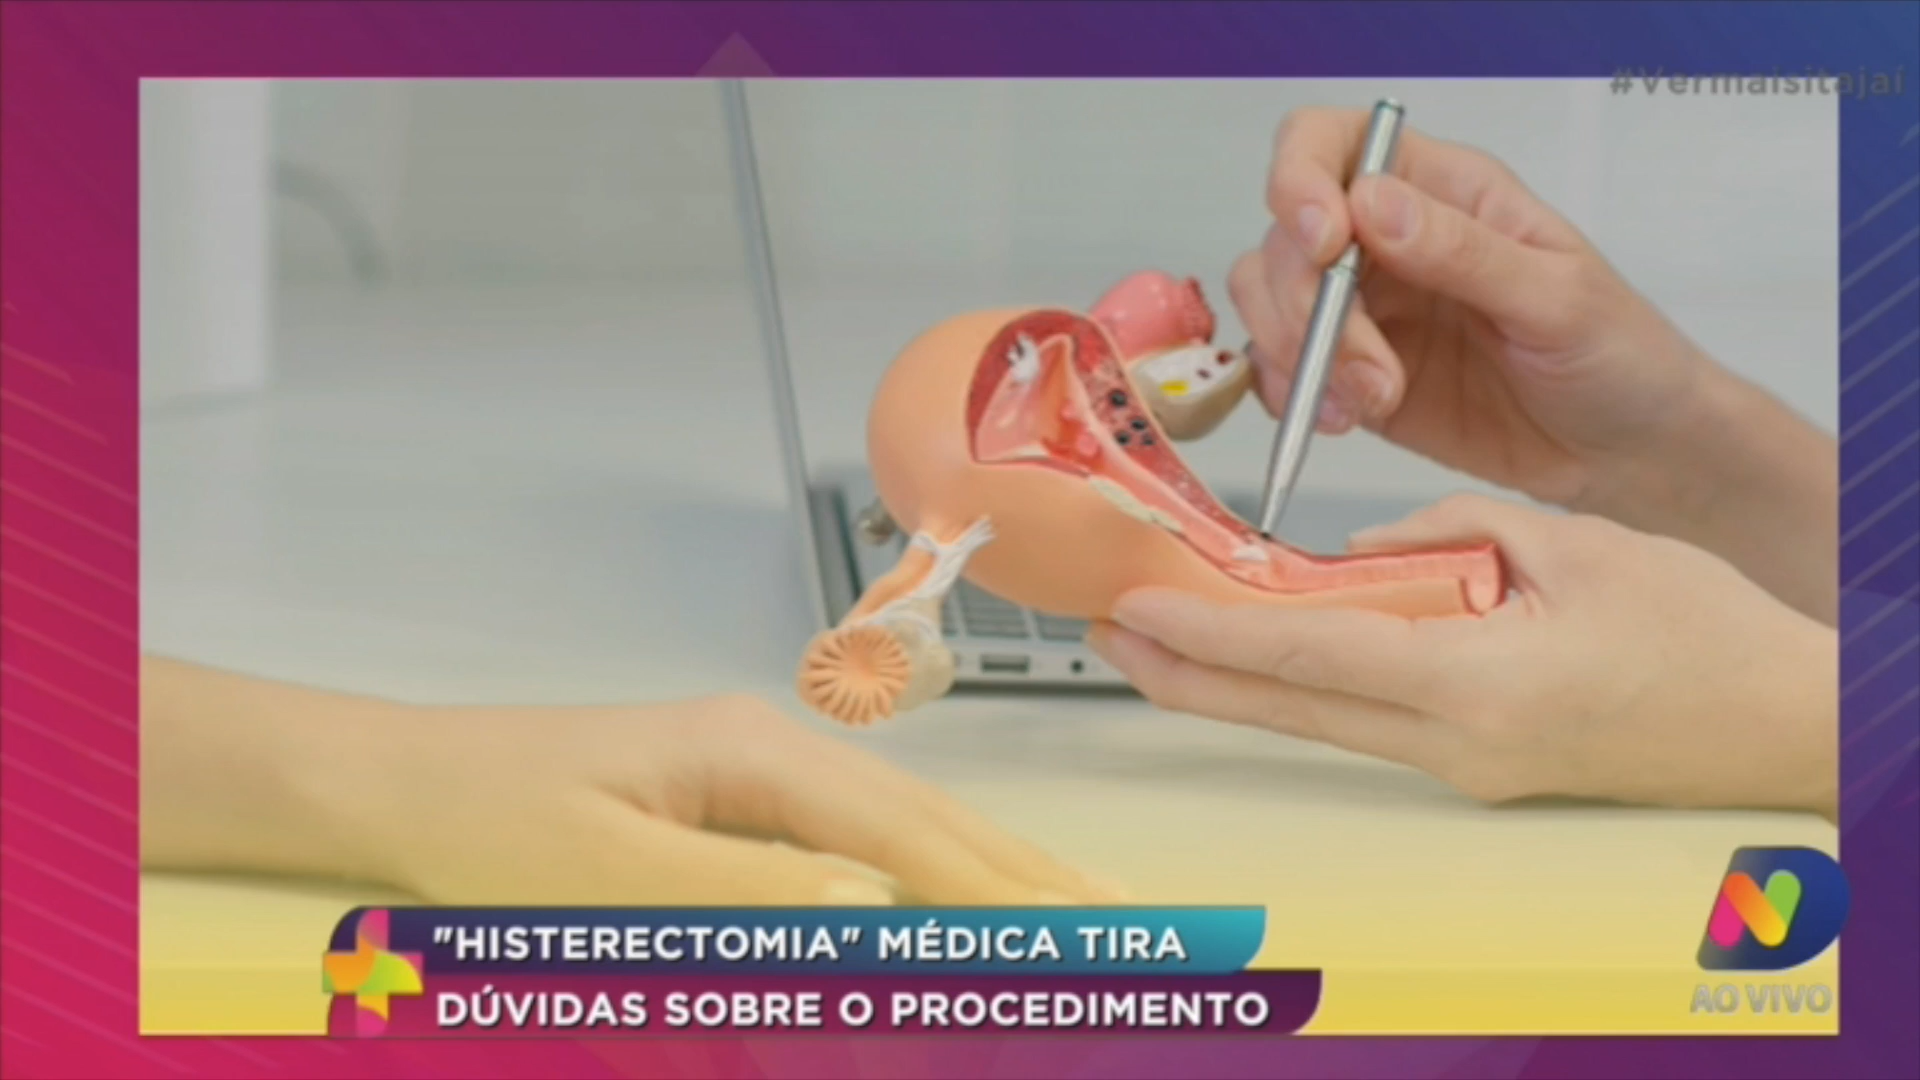 #Vermaisitajaí
"HISTERECTOMIA" MÉDICA TIRA
DÚVIDAS SOBRE O PROCEDIMENTO
AO VIVO